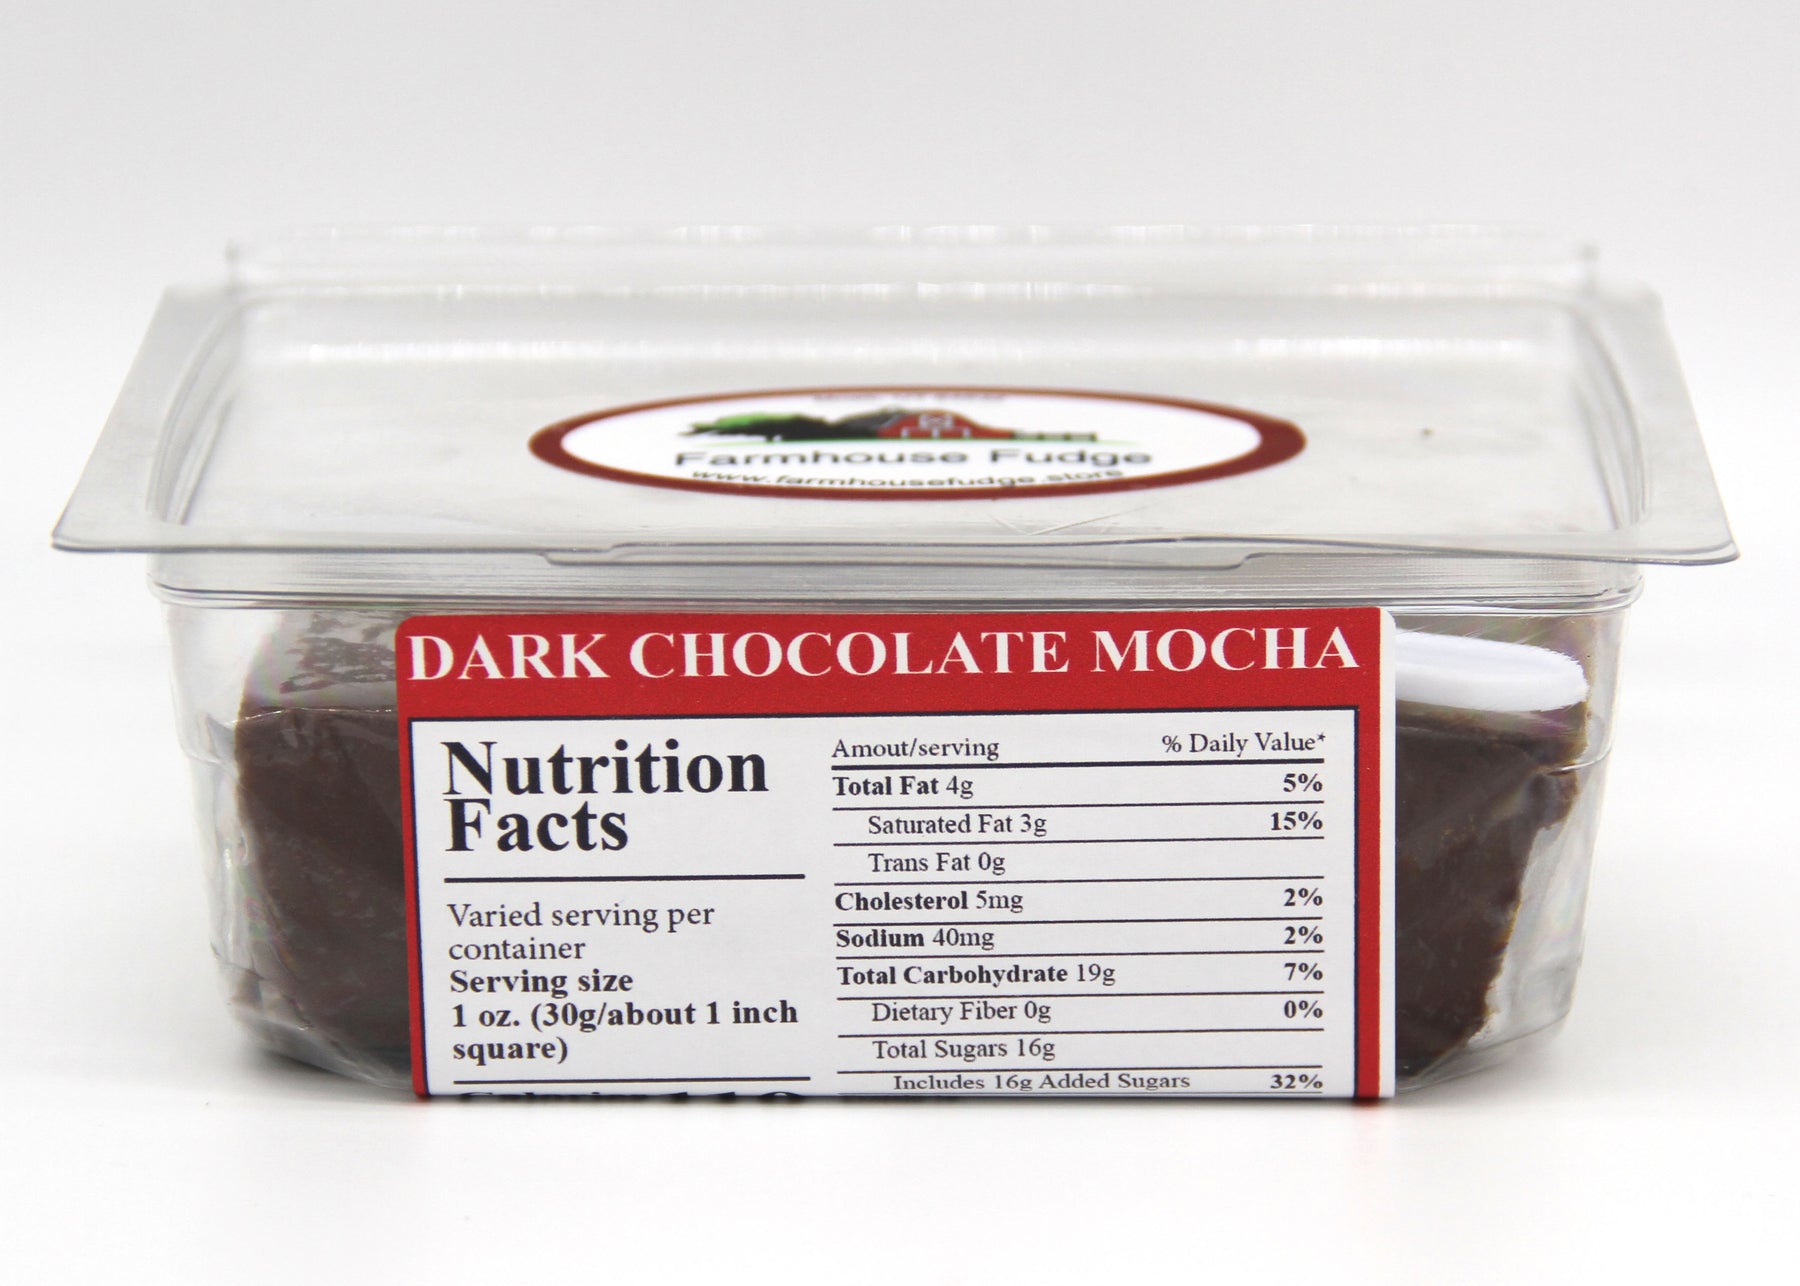 Farmhouse Fudge
www.farmhousefudge.store
DARK CHOCOLATE MOCHA
Nutrition
Facts
Varied serving per
container
Serving size
1 oz. (30g/about 1 inch
square)
Amout/serving % Daily Value*
Total Fat 4g 5%
Saturated Fat 3g 15%
Trans Fat 0g
Cholesterol 5mg 2%
Sodium 40mg 2%
Total Carbohydrate 19g 7%
Dietary Fiber 0g 0%
Total Sugars 16g
Includes 16g Added Sugars 32%